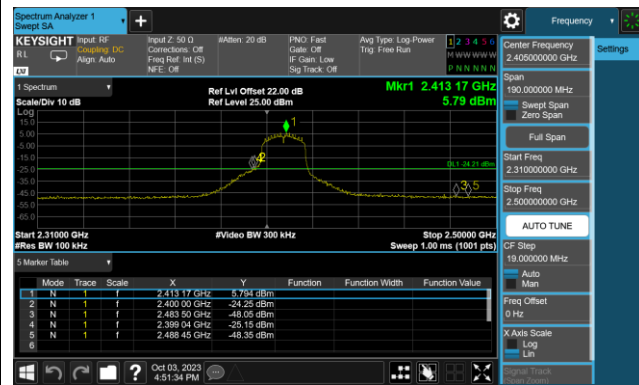 Spectrum Analyzer 1
Swept SA
Frequency
KEYSIGHT
Input: RF
Coupling: DC
Align: Auto
Input Z: 50 Ω
Corrections: Off
Freq Ref: Int (S)
NFE: Off
#Atten: 20 dB
PNO: Fast
Gate: Off
IF Gain: Low
Sig Track: Off
Avg Type: Log-Power
Trig: Free Run
1 2 3 4 5 6
M W W W W W
P N N N N N
RL
LXI
1 Spectrum
Scale/Div 10 dB
Ref Lvl Offset 22.00 dB
Ref Level 25.00 dBm
Mkr1 2.413 17 GHz
5.79 dBm
Log
15.0
5.00
-5.00
-15.0
-25.0
-35.0
-45.0
-55.0
-65.0
1
2
3
5
DL1 -24.21 dBm
Start 2.31000 GHz
#Res BW 100 kHz
#Video BW 300 kHz
Stop 2.50000 GHz
Sweep 1.00 ms (1001 pts)
5 Marker Table
Mode Trace Scale X Y Function Function Width Function Value
1 N 1 f 2.413 17 GHz 5.794 dBm
2 N 1 f 2.400 00 GHz -24.25 dBm
3 N 1 f 2.483 50 GHz -48.05 dBm
4 N 1 f 2.399 04 GHz -25.15 dBm
5 N 1 f 2.488 45 GHz -48.35 dBm
6
Oct 03, 2023
4:51:34 PM
Center Frequency
2.405000000 GHz
Settings
Span
190.000000 MHz
Swept Span
Zero Span
Full Span
Start Freq
2.310000000 GHz
Stop Freq
2.500000000 GHz
AUTO TUNE
CF Step
19.000000 MHz
Auto
Man
Freq Offset
0 Hz
X Axis Scale
Log
Lin
Signal Track
(Span Zoom)